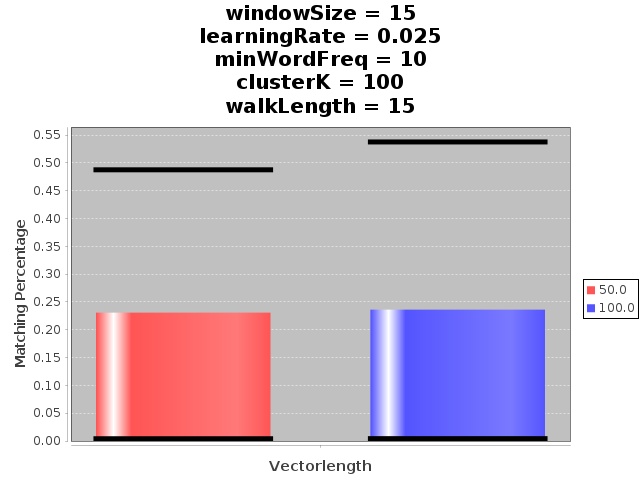 windowSize = 15
learningRate = 0.025
minWordFreq = 10
clusterK = 100
walkLength = 15
Matching Percentage
0.55
0.50
0.45
0.40
0.35
0.30
0.25
0.20
0.15
0.10
0.05
0.00
Vectorlength
50.0
100.0